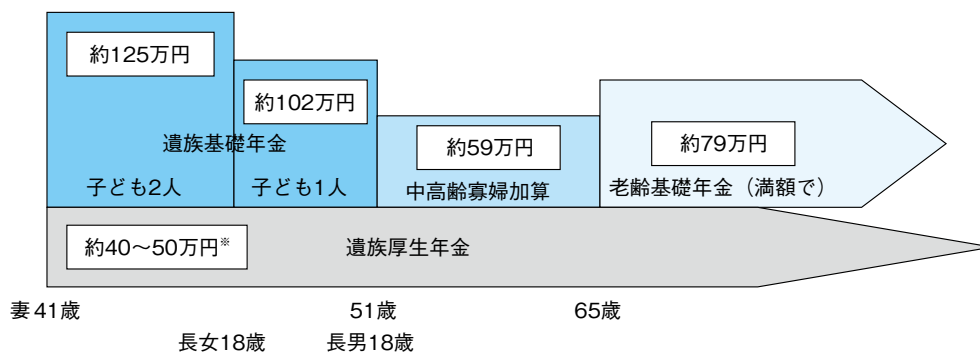 約125万円
約102万円
約59万円
約79万円
遺族基礎年金
子ども2人
子ども1人
中高齢寡婦加算
老齢基礎年金（満額で）
約40～50万円※
遺族厚生年金
妻41歳
51歳
65歳
長女18歳
長男18歳